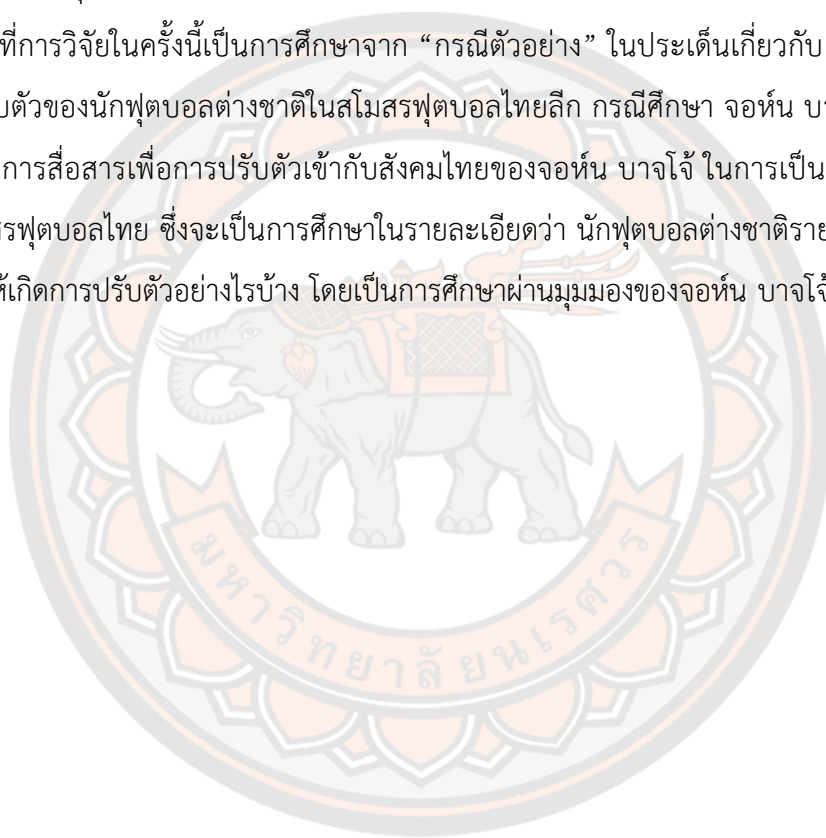 ที่การวิจัยในครั้งนี้เป็นการศึกษาจาก “กรณีตัวอย่าง” ในประเด็นเกี่ยวกับ
ตัวของนักฟุตบอลต่างชาติในสโมสรฟุตบอลไทยลีก กรณีศึกษา จอห์น
การสื่อสารเพื่อการปรับตัวเข้ากับสังคมไทยของจอห์น บาจโจ้ ในการเป็น
ฟุตบอลไทย ซึ่งจะเป็นการศึกษาในรายละเอียดว่า นักฟุตบอลต่างชาติ
ให้เกิดการปรับตัวอย่างไรบ้าง โดยเป็นการศึกษาผ่านมุมมองของจอห์น บาจโจ้
มหาวิทยาลัยนเรศวร